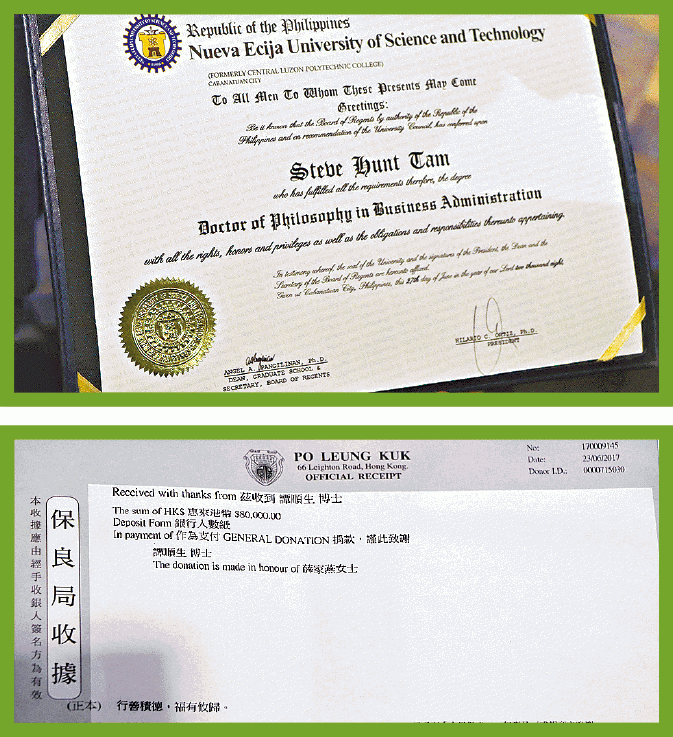 Republic of the Philippines
Nueva Ecija University of Science and Technology
(FORMERLY CENTRAL LUZON POLYTECHNIC COLLEGE)
CABANATUAN CITY
To All Men To Whom These Presents May Come
Greetings:
Be it known that the Board of Regents by authority of the Republic of the
Philippines and on recommendation of the University Council, has conferred upon
Steve Hunt Tam
who has fulfilled all the requirements therefore, the degree
Doctor of Philosophy in Business Administration
with all the rights, honors and privileges as well as the obligations and responsibilities thereunto appertaining.
In testimony whereof, the seal of the University and the signatures of the President, the Dean and the
Secretary of the Board of Regents are hereunto affixed.
Given at Cabanatuan City, Philippines, this 27th day of June in the year of our Lord two thousand eight.
HILARIO C. ORTIZ, Ph.D.
PRESIDENT
ANGEL A. PANGILINAN, Ph.D.
DEAN, GRADUATE SCHOOL &
SECRETARY, BOARD OF REGENTS
PO LEUNG KUK
66 Leighton Road, Hong Kong.
OFFICIAL RECEIPT
No: 170009145
Date: 23/06/2017
Donor I.D.: 0000715030
Received with thanks from 茲收到 譚順生 博士
The sum of HK$ 惠來港幣 $80,000.00
Deposit Form 銀行入數紙
In payment of 作為支付 GENERAL DONATION 捐款，謹此致謝
譚順生 博士
The donation is made in honour of 薛家燕女士
保良局收據
本收據應由經手收銀人簽名方為有效
(正本) 行善積德，福有攸歸。